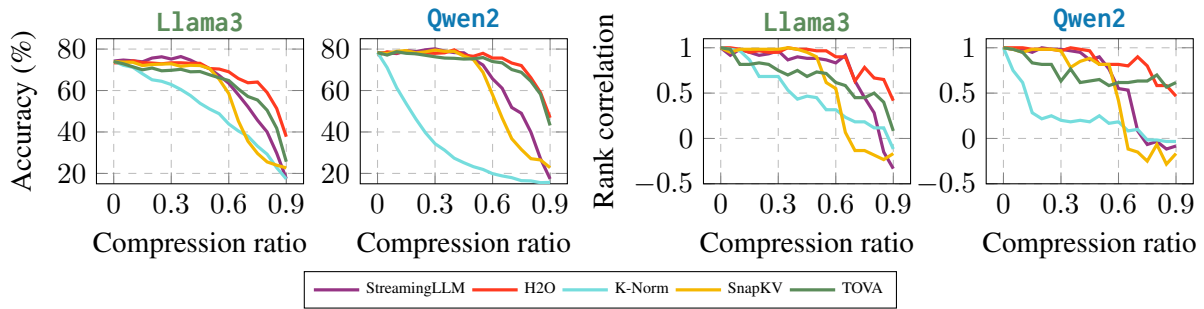 Llama3
Qwen2
Llama3
Qwen2
Accuracy (%)
80
60
40
20
0 0.3 0.6 0.9
Compression ratio
80
60
40
20
0 0.3 0.6 0.9
Compression ratio
Rank correlation
1
0.5
0
−0.5
0 0.3 0.6 0.9
Compression ratio
1
0.5
0
−0.5
0 0.3 0.6 0.9
Compression ratio
StreamingLLM H2O K-Norm SnapKV TOVA